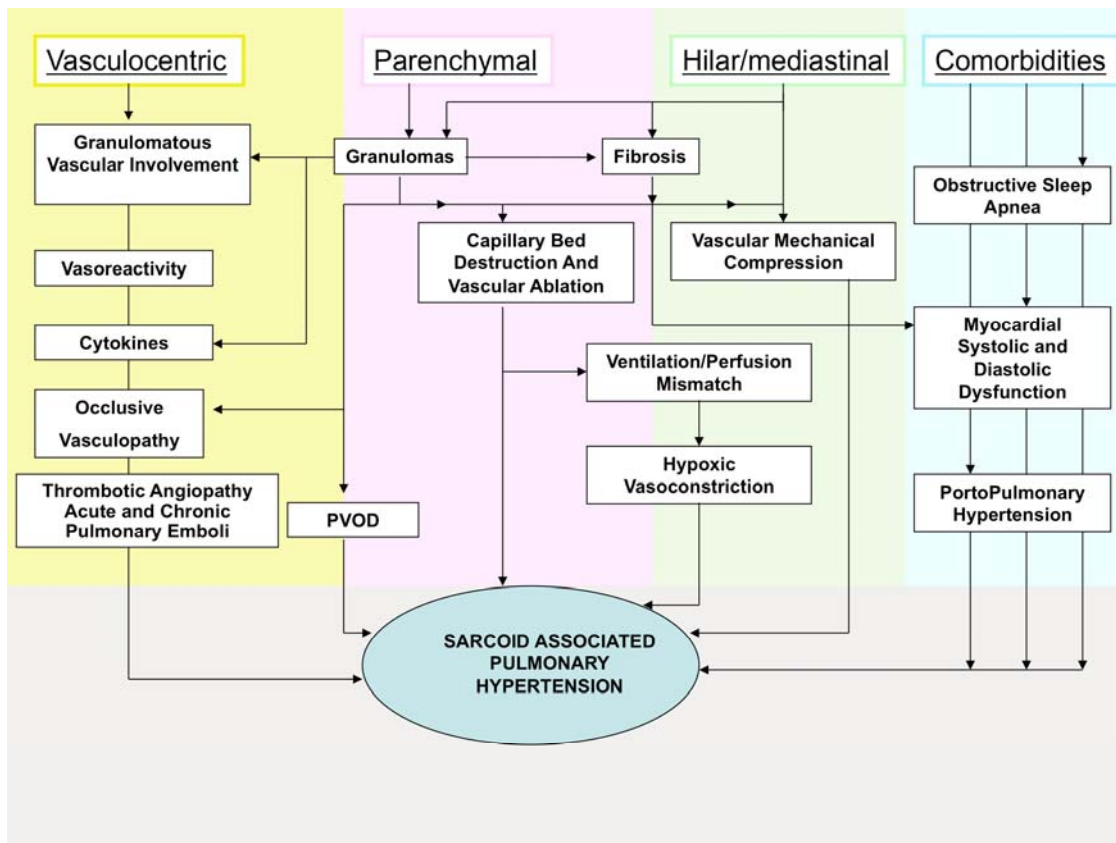 Vasculocentric
Parenchymal
Hilar/mediastinal
Comorbidities
Granulomatous
Vascular Involvement
Granulomas
Fibrosis
Obstructive Sleep
Apnea
Vasoreactivity
Capillary Bed
Destruction And
Vascular Ablation
Vascular Mechanical
Compression
Cytokines
Ventilation/Perfusion
Mismatch
Myocardial
Systolic and
Diastolic
Dysfunction
Occlusive
Vasculopathy
Thrombotic Angiopathy
Acute and Chronic
Pulmonary Emboli
PVOD
Hypoxic
Vasoconstriction
PortoPulmonary
Hypertension
SARCOID ASSOCIATED
PULMONARY
HYPERTENSION